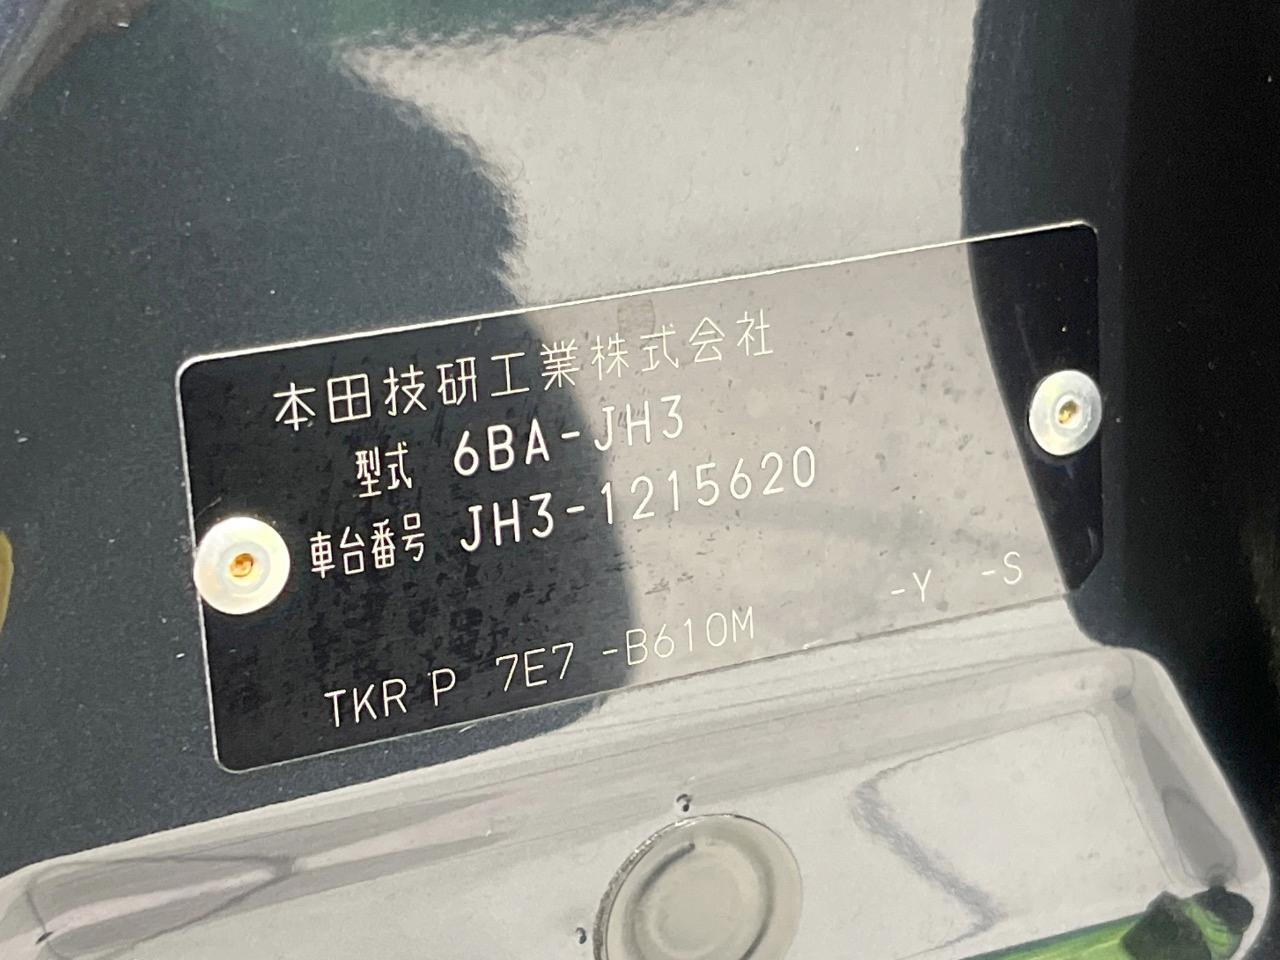 本田技研工業株式会社
型式 6BA-JH3
車台番号 JH3-1215620
TKR P 7E7 -B610M -Y -S